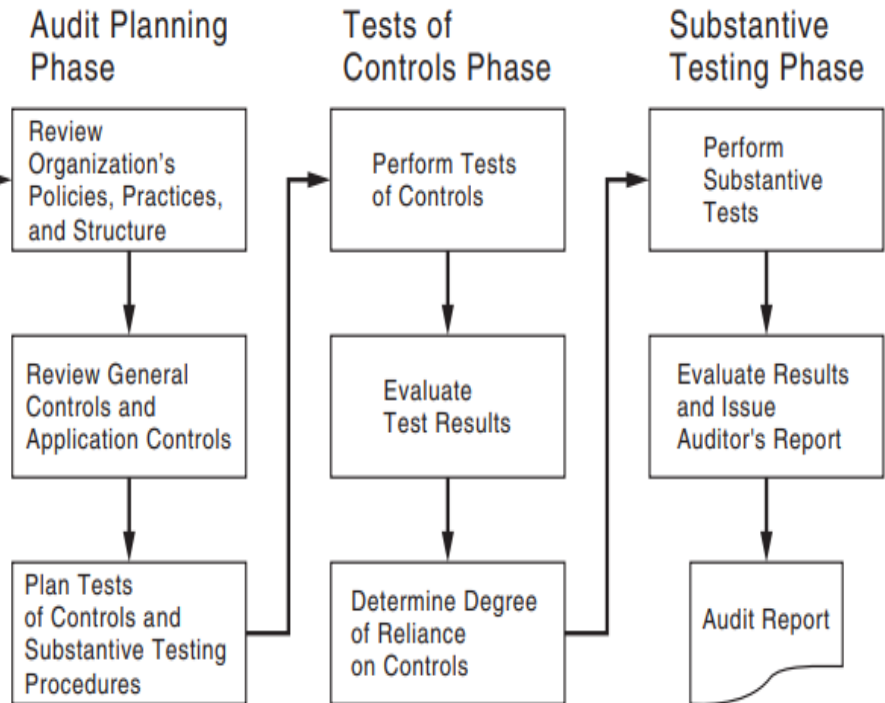 Audit Planning
Phase
Review
Organization's
Policies, Practices,
and Structure
Review General
Controls and
Application Controls
Plan Tests
of Controls and
Substantive Testing
Procedures
Tests of
Controls Phase
Perform Tests
of Controls
Evaluate
Test Results
Determine Degree
of Reliance
on Controls
Substantive
Testing Phase
Perform
Substantive
Tests
Evaluate Results
and Issue
Auditor's Report
Audit Report